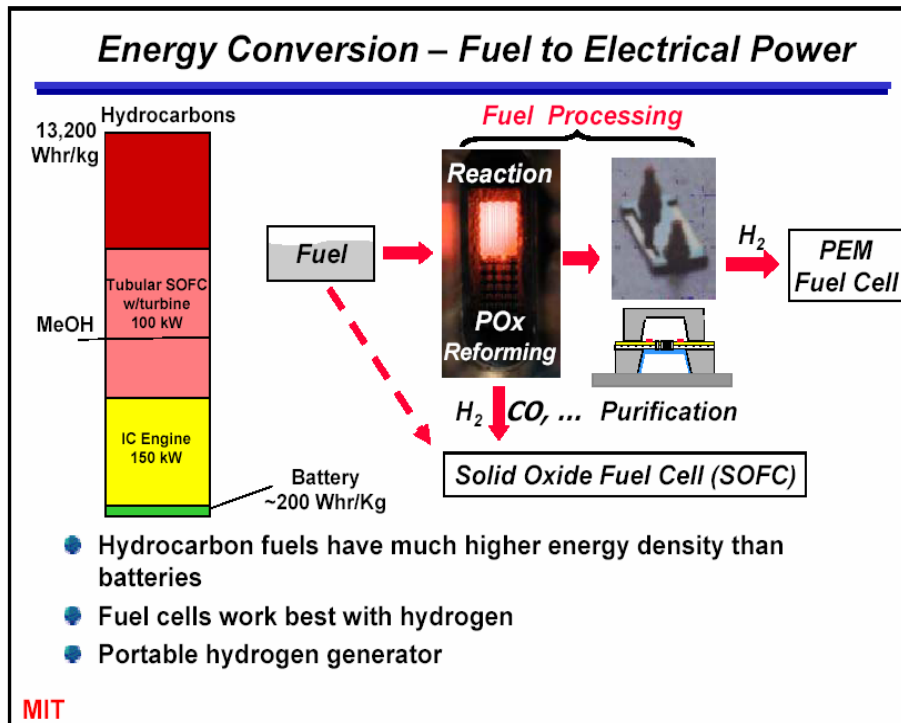 Energy Conversion – Fuel to Electrical Power
Hydrocarbons
13,200
Whr/kg
Tubular SOFC
w/turbine
100 kW
MeOH
IC Engine
150 kW
Battery
~200 Whr/Kg
Fuel Processing
Fuel
Reaction
POx
Reforming
H2
PEM
Fuel Cell
H2 CO, ...
Purification
Solid Oxide Fuel Cell (SOFC)
Hydrocarbon fuels have much higher energy density than
batteries
Fuel cells work best with hydrogen
Portable hydrogen generator
MIT